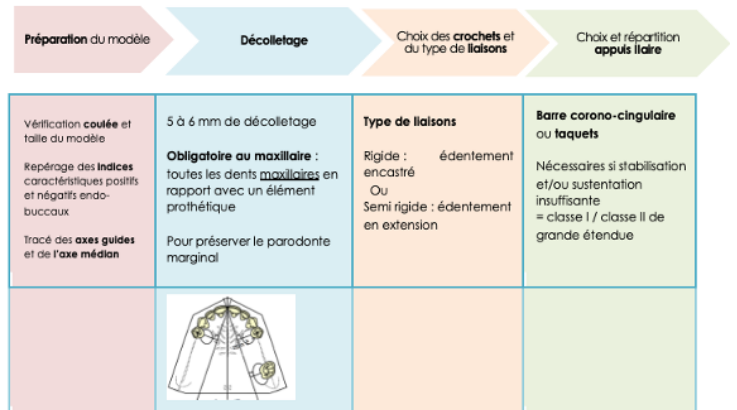 Préparation du modèle
Décolletage
Choix des crochets et
du type de liaisons
Choix et répartition
appuis IIaire
Vérification coulée et
taille du modèle
Repérage des indices
caractéristiques positifs
et négatifs endo-
buccaux
Tracé des axes guides
et de l'axe médian
5 à 6 mm de décolletage
Obligatoire au maxillaire :
toutes les dents maxillaires en
rapport avec un élément
prothétique
Pour préserver le parodonte
marginal
Type de liaisons
Rigide : édentement
encastré
Ou
Semi rigide : édentement
en extension
Barre corono-cingulaire
ou taquets
Nécessaires si stabilisation
et/ou sustentation
insuffisante
= classe I / classe II de
grande étendue